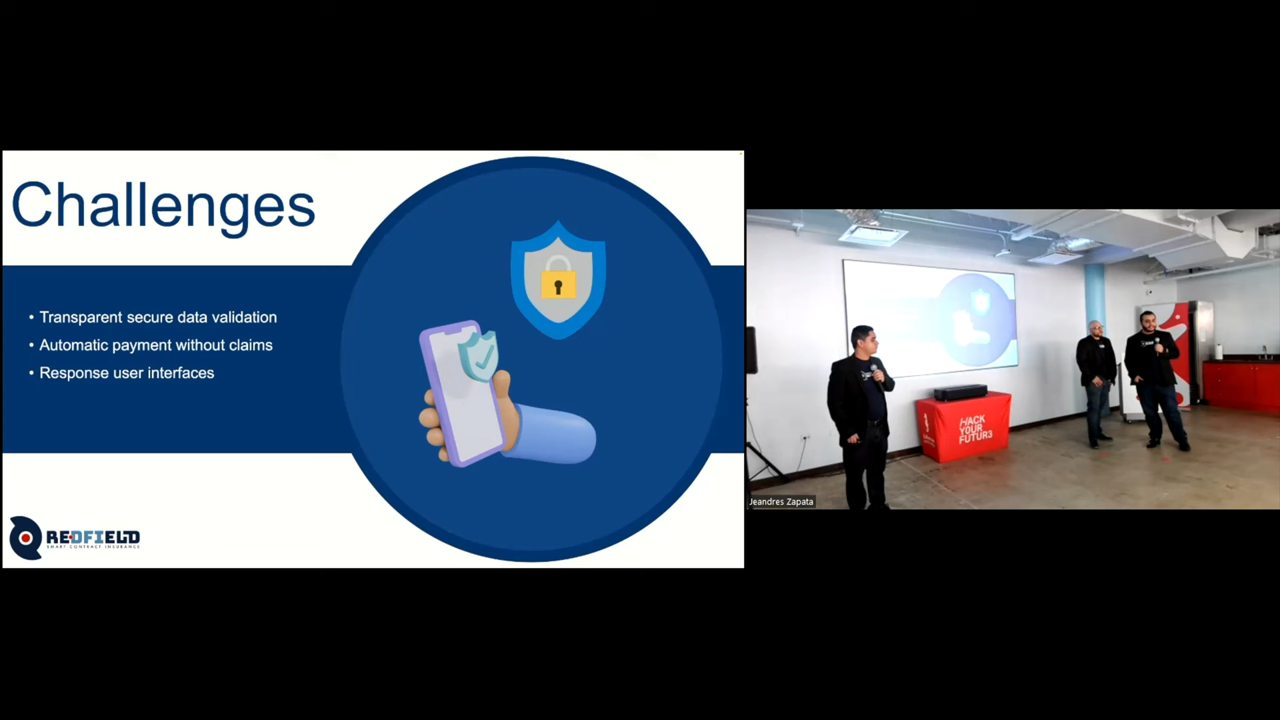 Challenges
• Transparent secure data validation
• Automatic payment without claims
• Response user interfaces
REDFIELD
SMART CONTRACT INSURANCE
HACK
YOUR
FUTUR3
Jeandres Zapata